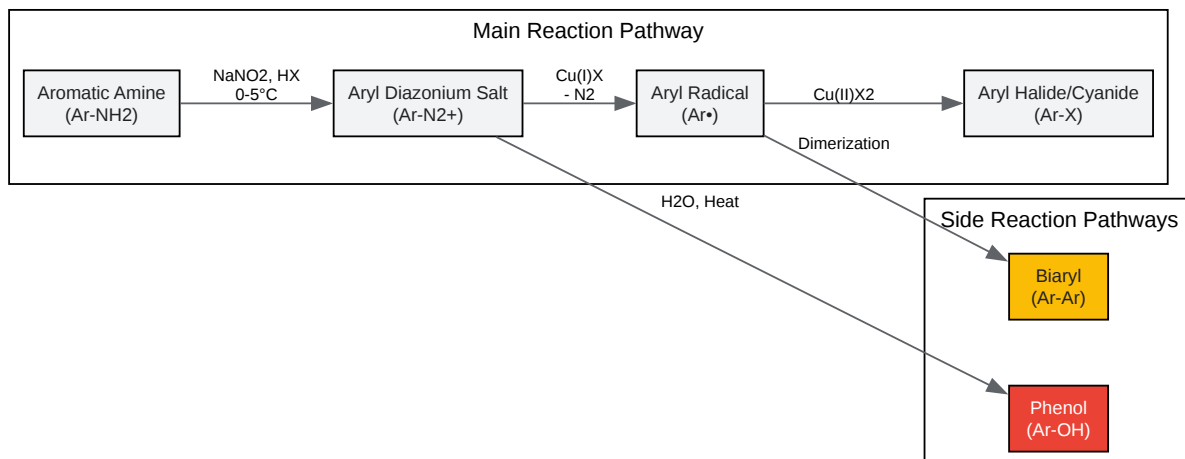 Main Reaction Pathway
Aromatic Amine
(Ar-NH2)
NaNO2, HX
0-5°C
Aryl Diazonium Salt
(Ar-N2+)
Cu(I)X
- N2
Aryl Radical
(Ar•)
Cu(II)X2
Aryl Halide/Cyanide
(Ar-X)
Dimerization
H2O, Heat
Side Reaction Pathways
Biaryl
(Ar-Ar)
Phenol
(Ar-OH)